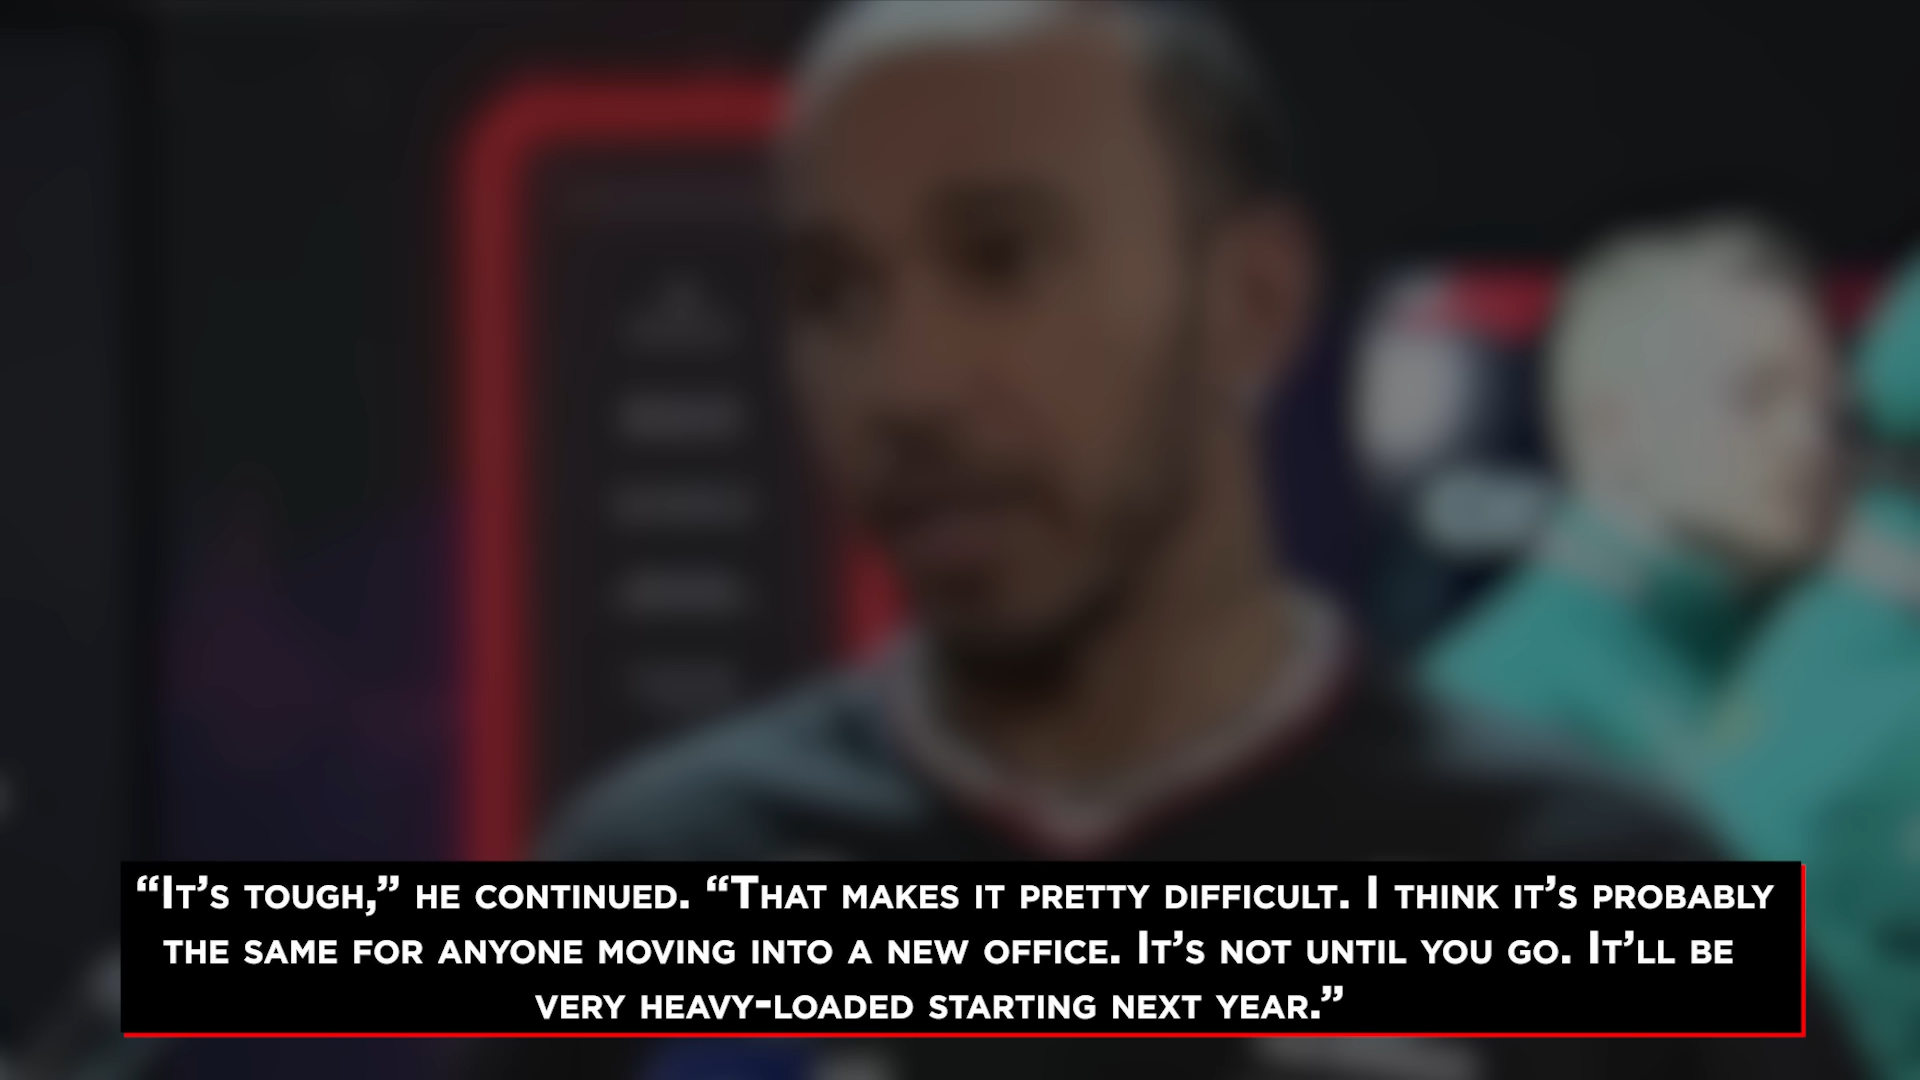 “It’s tough,” he continued. “That makes it pretty difficult. I think it’s probably
the same for anyone moving into a new office. It’s not until you go. It’ll be
very heavy-loaded starting next year.”